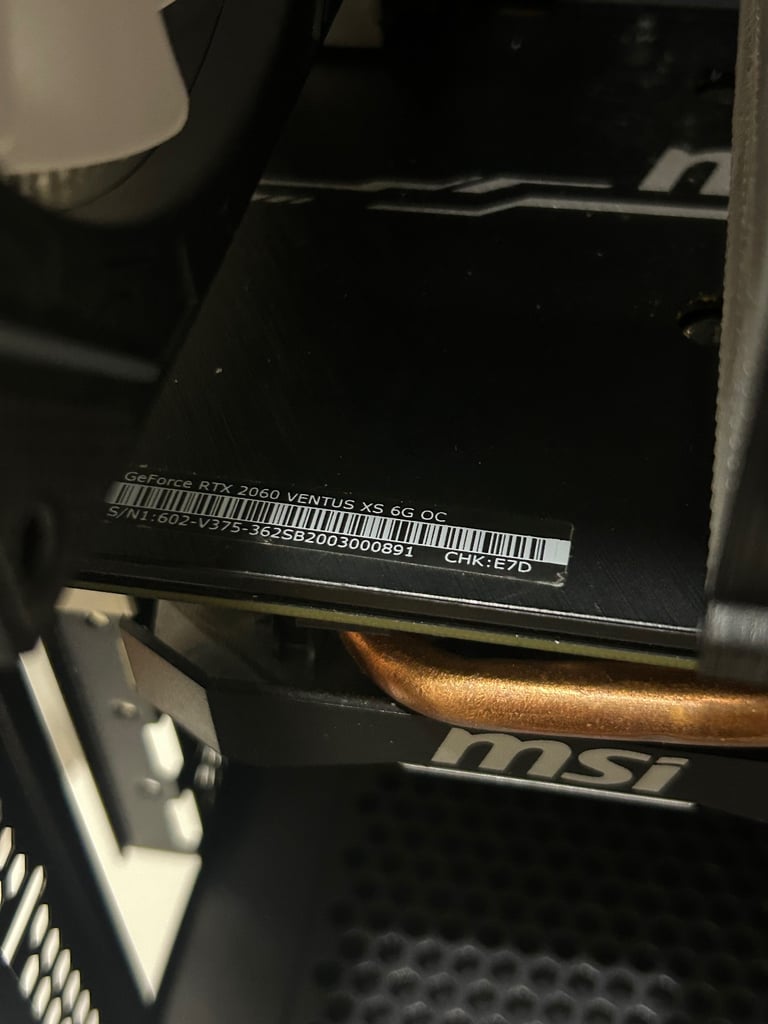 GeForce RTX 2060 VENTUS XS 6G OC
S/N1:602-V375-362SB2003000891
CHK:E7D
msi